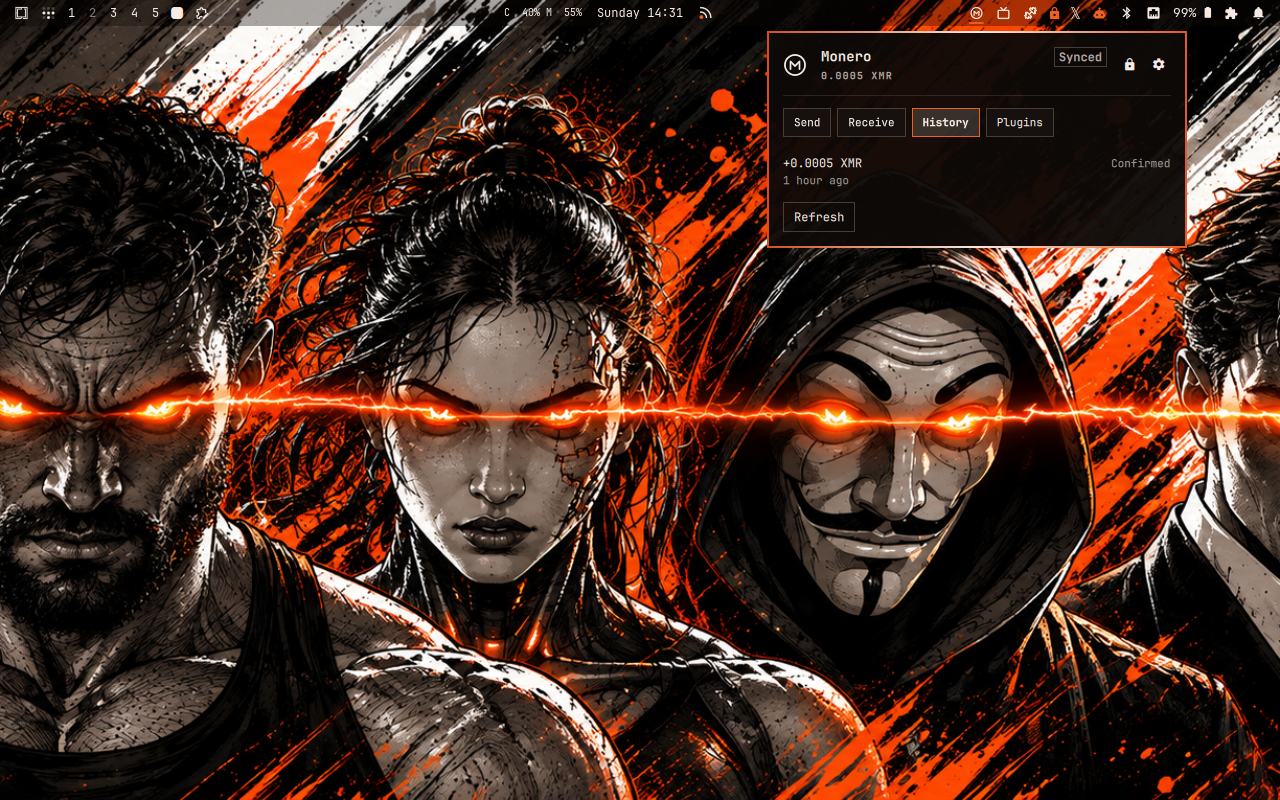 1 2 3 4 5
C 40% M 55% Sunday 14:31
99%
Monero
0.0005 XMR
Synced
Send Receive History Plugins
+0.0005 XMR
Confirmed
1 hour ago
Refresh